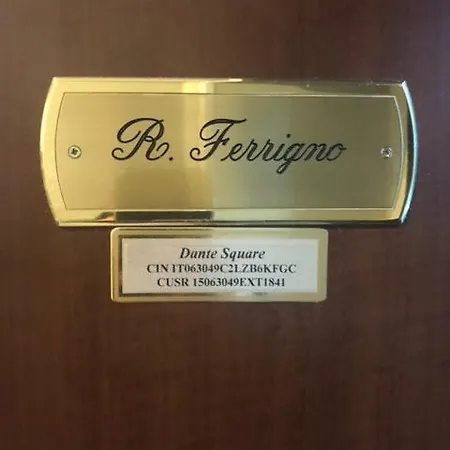 R. Ferrigno
Dante Square
CIN IT063049C2LZB6KFGC
CUSR 15063049EXT1841